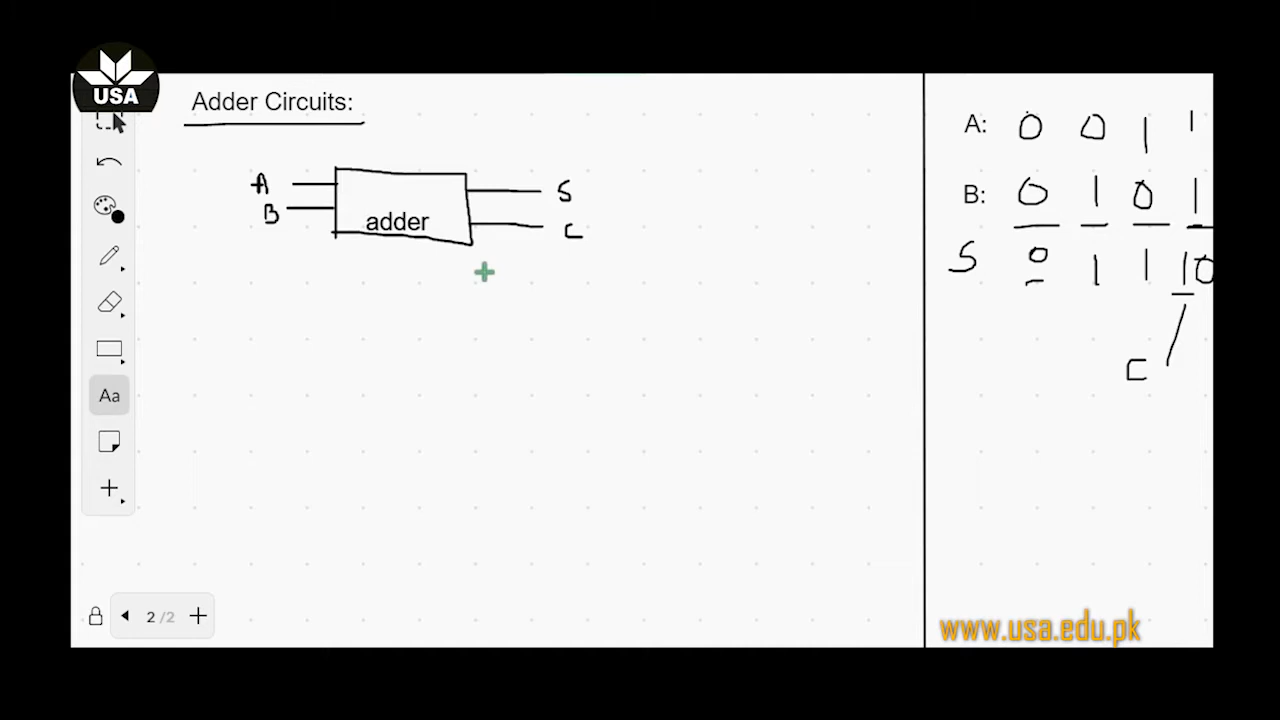 USA
Adder Circuits:
A
B
adder
S
C
A: 0 0 1 1
B: 0 1 0 1
S 0 1 1 10
C
Aa
2 /2
www.usa.edu.pk